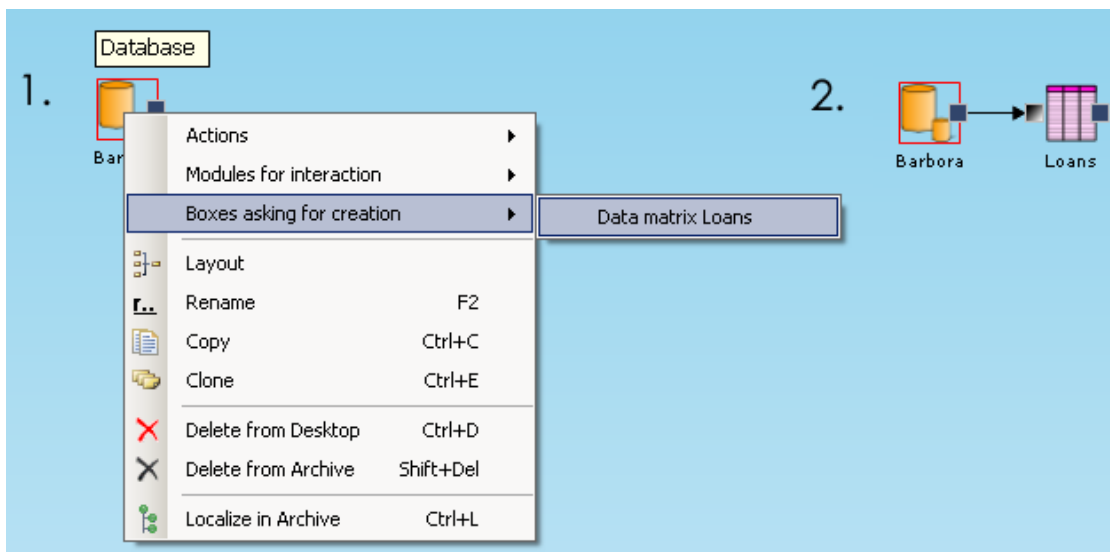 Database
1.
Bar
Actions
Modules for interaction
Boxes asking for creation
Data matrix Loans
Layout
r.. Rename F2
Copy Ctrl+C
Clone Ctrl+E
Delete from Desktop Ctrl+D
Delete from Archive Shift+Del
Localize in Archive Ctrl+L
2.
Barbora Loans